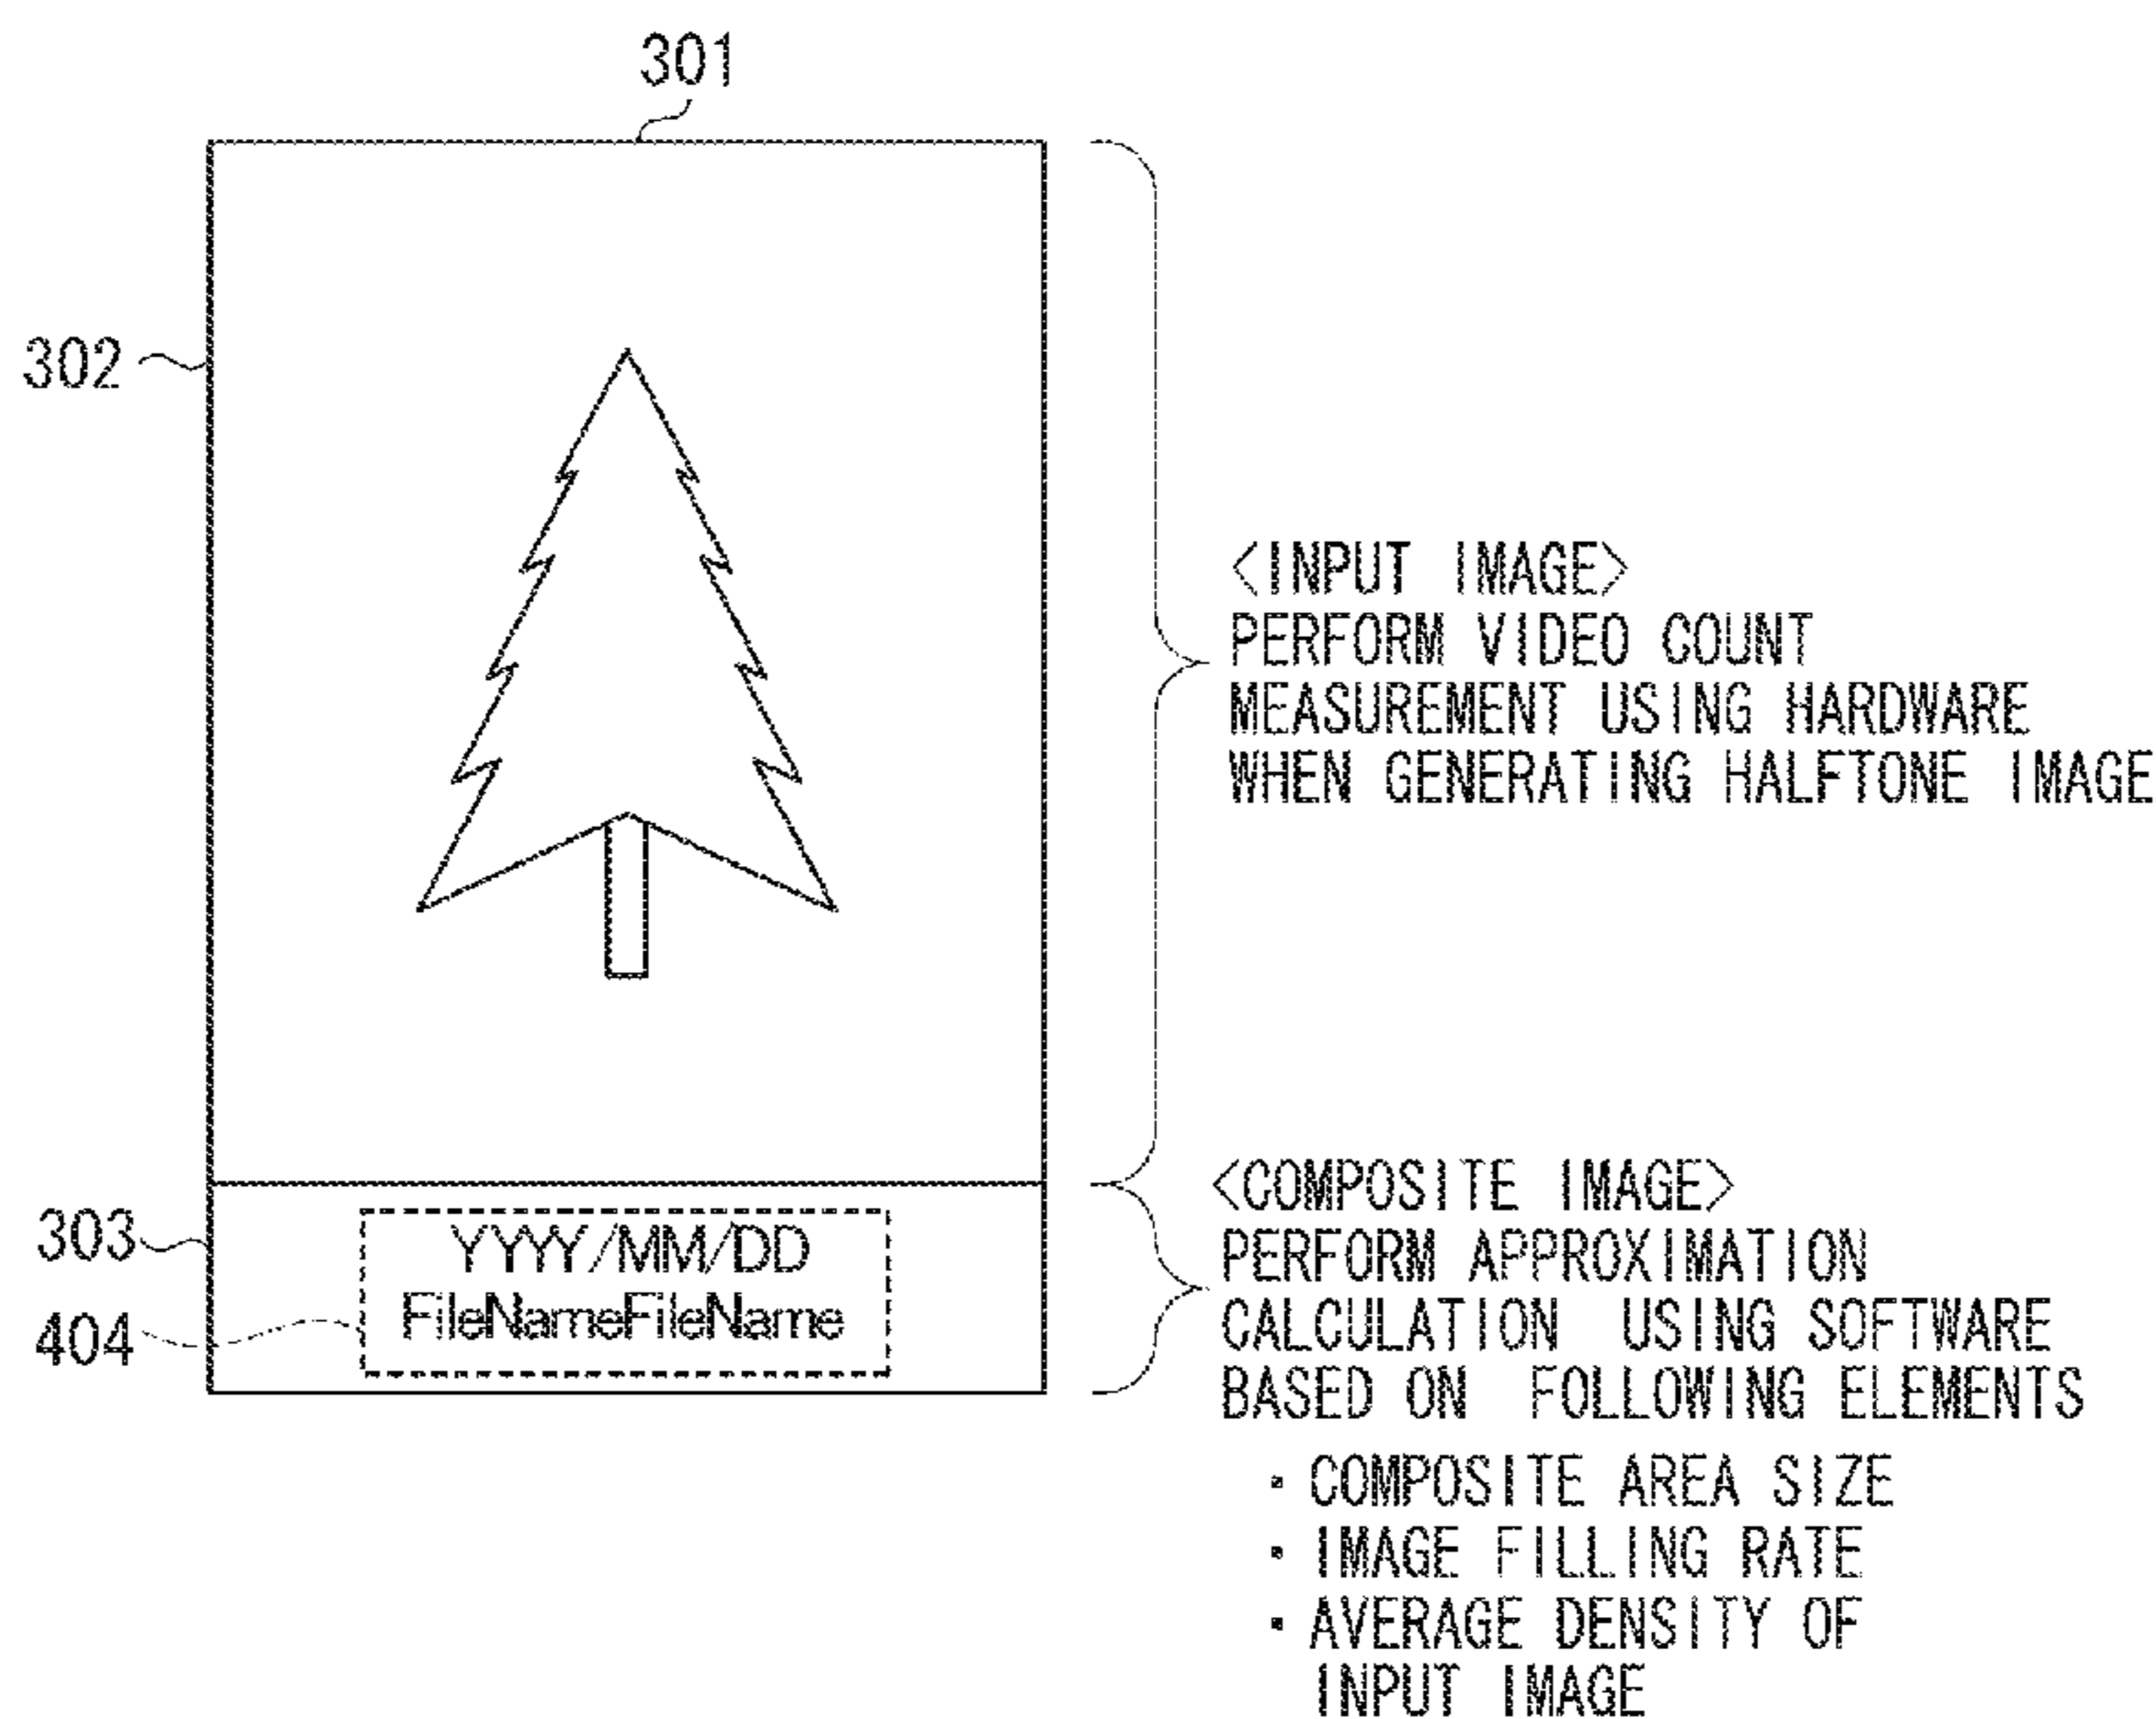 301
302
<INPUT IMAGE>
PERFORM VIDEO COUNT
MEASUREMENT USING HARDWARE
WHEN GENERATING HALFTONE IMAGE
303
YYYY/MM/DD
FileNameFileName
404
<COMPOSITE IMAGE>
PERFORM APPROXIMATION
CALCULATION USING SOFTWARE
BASED ON FOLLOWING ELEMENTS
・COMPOSITE AREA SIZE
・IMAGE FILLING RATE
・AVERAGE DENSITY OF
INPUT IMAGE